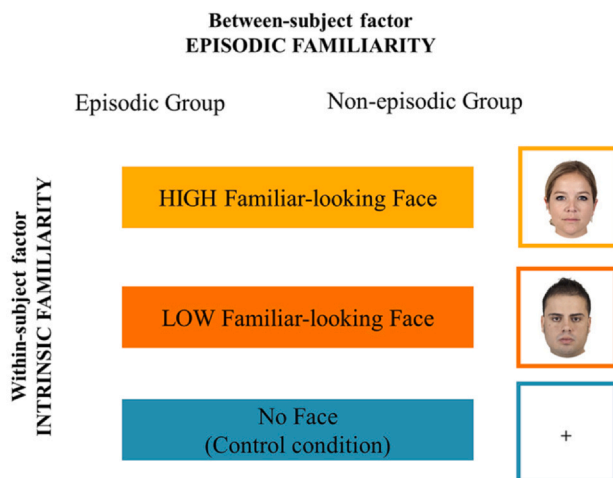 Between-subject factor
EPISODIC FAMILIARITY
Episodic Group Non-episodic Group
Within-subject factor
INTRINSIC FAMILIARITY
HIGH Familiar-looking Face
LOW Familiar-looking Face
No Face
(Control condition)
+